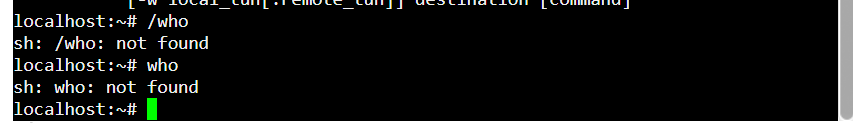 [-w local_tun[:remote_tun]] destination [command]
localhost:~# /who
sh: /who: not found
localhost:~# who
sh: who: not found
localhost:~#